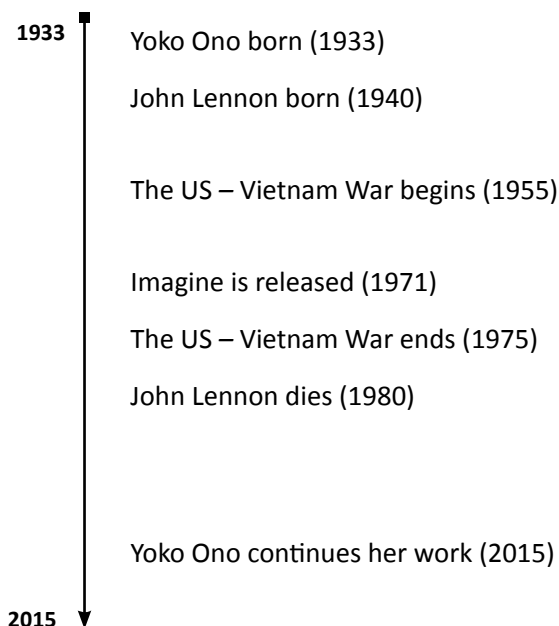 1933
Yoko Ono born (1933)
John Lennon born (1940)
The US – Vietnam War begins (1955)
Imagine is released (1971)
The US – Vietnam War ends (1975)
John Lennon dies (1980)
Yoko Ono continues her work (2015)
2015